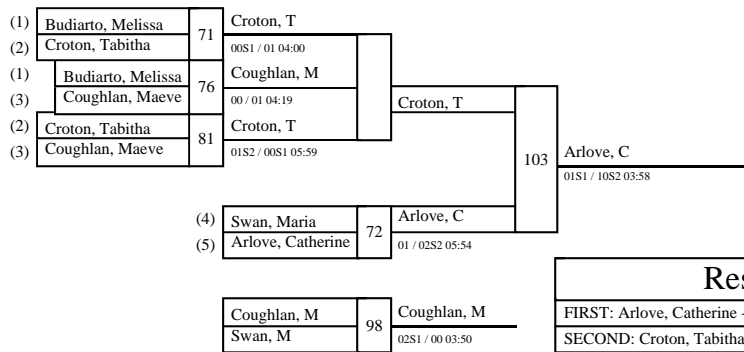 (1) Budiarto, Melissa 71 Croton, T
(2) Croton, Tabitha 00S1 / 01 04:00
(1) Budiarto, Melissa 76 Coughlan, M
(3) Coughlan, Maeve 00 / 01 04:19
Croton, T
(2) Croton, Tabitha 81 Croton, T
(3) Coughlan, Maeve 01S2 / 00S1 05:59
103 Arlove, C
01S1 / 10S2 03:58
(4) Swan, Maria 72 Arlove, C
(5) Arlove, Catherine 01 / 02S2 05:54
Res
Coughlan, M 98 Coughlan, M
Swan, M 02S1 / 00 03:50
FIRST: Arlove, Catherine -
SECOND: Croton, Tabitha